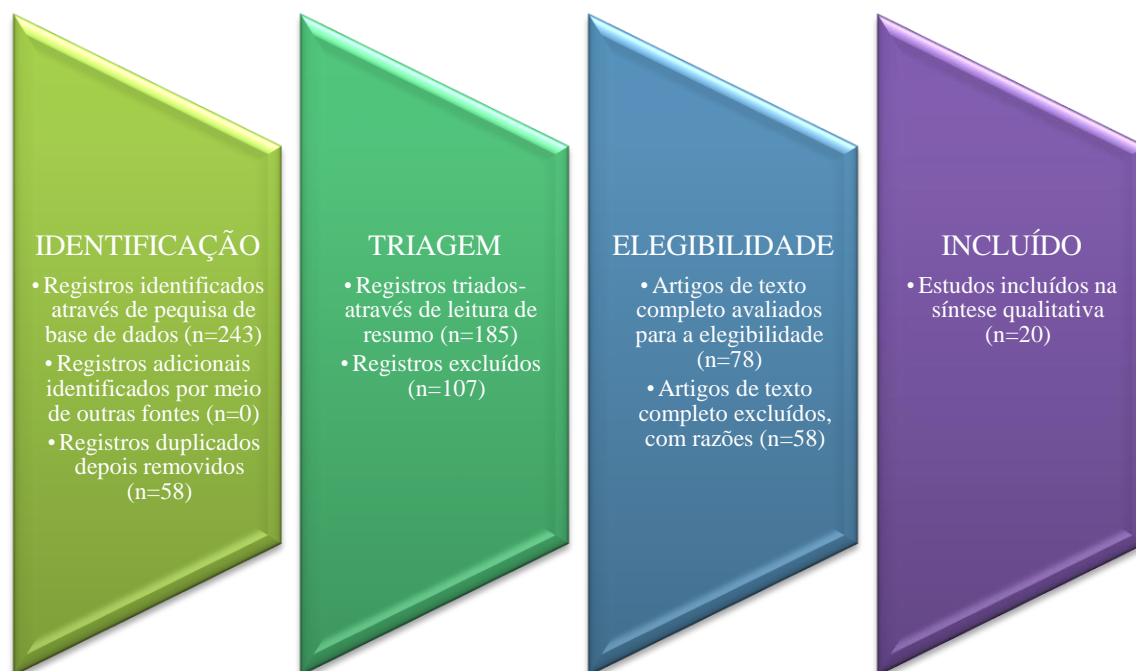 IDENTIFICAÇÃO
• Registros identificados
através de pequisa de
base de dados (n=243)
• Registros adicionais
identificados por meio
de outras fontes (n=0)
• Registros duplicados
depois removidos
(n=58)
TRIAGEM
• Registros triados-
através de leitura de
resumo (n=185)
• Registros excluídos
(n=107)
ELEGIBILIDADE
• Artigos de texto
completo avaliados
para a elegibilidade
(n=78)
• Artigos de texto
completo excluídos,
com razões (n=58)
INCLUÍDO
• Estudos incluídos na
síntese qualitativa
(n=20)